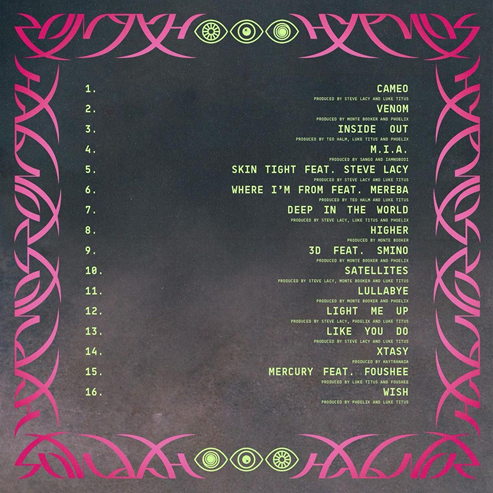 HYPNOS
1. CAMEO
PRODUCED BY STEVE LACY AND LUKE TITUS
2. VENOM
PRODUCED BY MONTE BOOKER AND PHOELIX
3. INSIDE OUT
PRODUCED BY TEO HALM, LUKE TITUS AND PHOELIX
4. M.I.A.
PRODUCED BY SANGO AND IAMNOBODI
5. SKIN TIGHT FEAT. STEVE LACY
PRODUCED BY STEVE LACY AND LUKE TITUS
6. WHERE I'M FROM FEAT. MEREBA
PRODUCED BY TEO HALM AND LUKE TITUS
7. DEEP IN THE WORLD
PRODUCED BY STEVE LACY, LUKE TITUS AND PHOELIX
8. HIGHER
PRODUCED BY MONTE BOOKER
9. 3D FEAT. SMINO
PRODUCED BY MONTE BOOKER AND PHOELIX
10. SATELLITES
PRODUCED BY STEVE LACY, MONTE BOOKER AND LUKE TITUS
11. LULLABYE
PRODUCED BY MONTE BOOKER AND PHOELIX
12. LIGHT ME UP
PRODUCED BY STEVE LACY, PHOELIX AND LUKE TITUS
13. LIKE YOU DO
PRODUCED BY STEVE LACY AND LUKE TITUS
14. XTASY
PRODUCED BY KAYTRANADA
15. MERCURY FEAT. FOUSHEE
PRODUCED BY LUKE TITUS AND FOUSHEE
16. WISH
PRODUCED BY PHOELIX AND LUKE TITUS